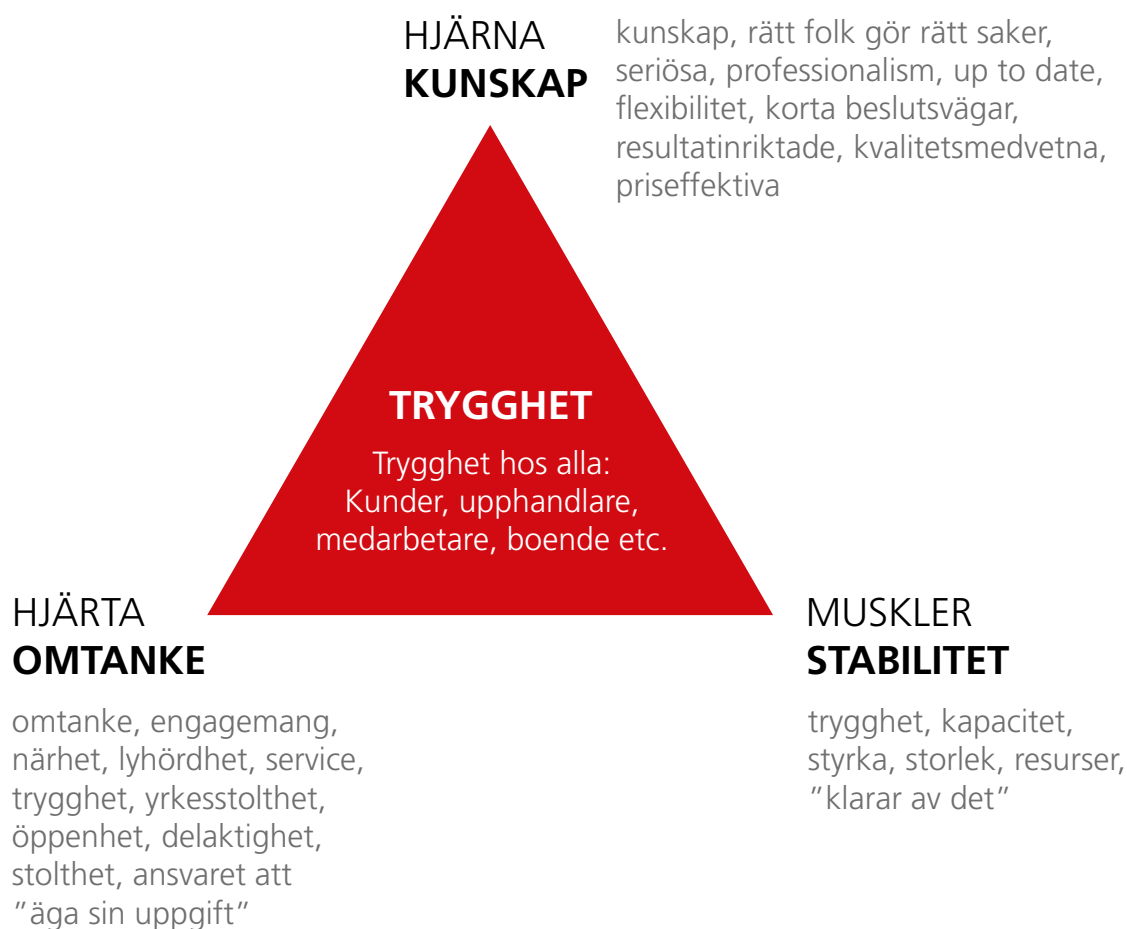 HJÄRNA
KUNSKAP
kunskap, rätt folk gör rätt saker,
seriösa, professionalism, up to date,
flexibilitet, korta beslutsvägar,
resultatinriktade, kvalitetsmedvetna,
priseffektiva
TRYGGHET
Trygghet hos alla:
Kunder, upphandlare,
medarbetare, boende etc.
HJÄRTA
OMTANKE
omtanke, engagemang,
närhet, lyhördhet, service,
trygghet, yrkesstolthet,
öppenhet, delaktighet,
stolthet, ansvaret att
”äga sin uppgift”
MUSKLER
STABILITET
trygghet, kapacitet,
styrka, storlek, resurser,
”klarar av det”